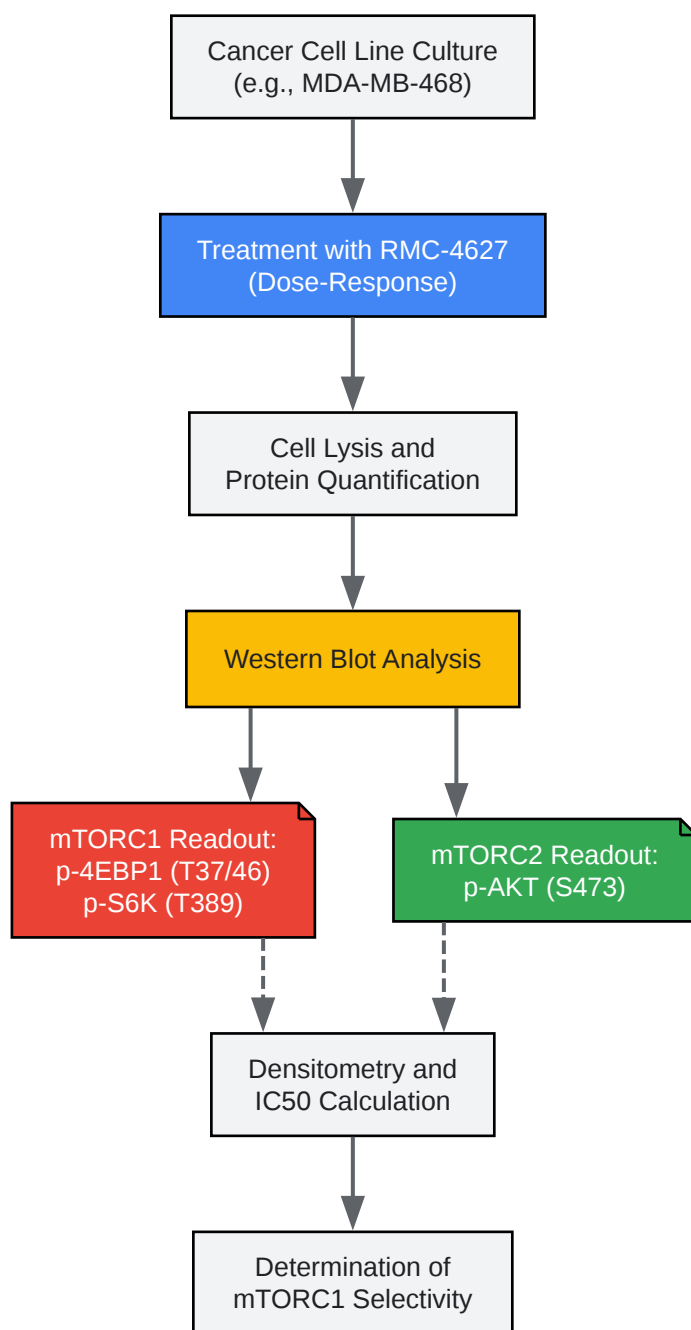 Cancer Cell Line Culture
(e.g., MDA-MB-468)
Treatment with RMC-4627
(Dose-Response)
Cell Lysis and
Protein Quantification
Western Blot Analysis
mTORC1 Readout:
p-4EBP1 (T37/46)
p-S6K (T389)
mTORC2 Readout:
p-AKT (S473)
Densitometry and
IC50 Calculation
Determination of
mTORC1 Selectivity